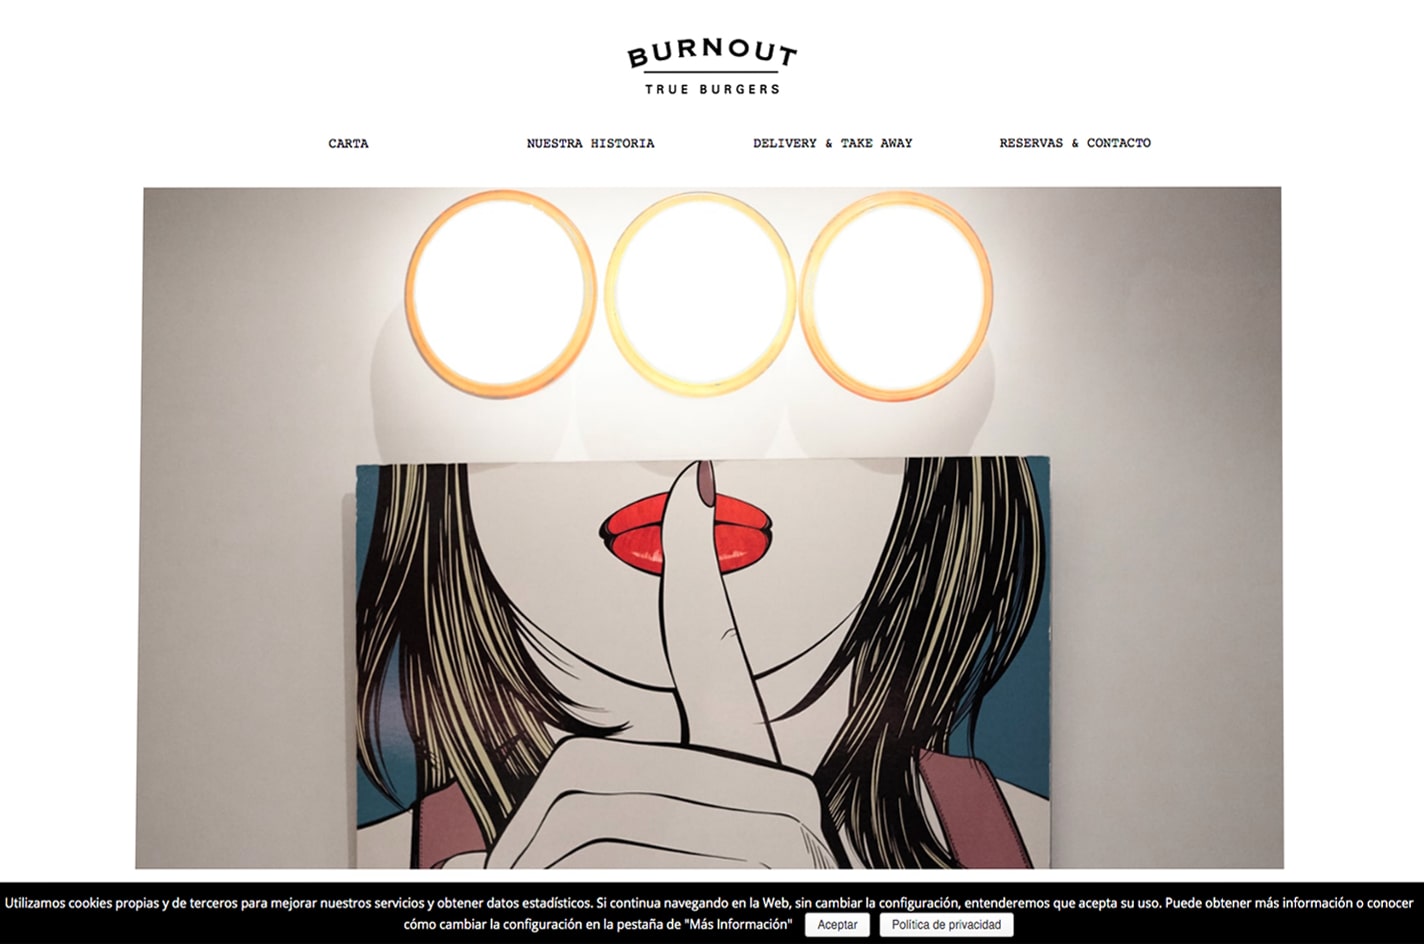 BURNOUT
TRUE BURGERS
CARTA NUESTRA HISTORIA DELIVERY & TAKE AWAY RESERVAS & CONTACTO
Utilizamos cookies propias y de terceros para mejorar nuestros servicios y obtener datos estadísticos. Si continua navegando en la Web, sin cambiar la configuración, entenderemos que acepta su uso. Puede obtener más información o conocer
cómo cambiar la configuración en la pestaña de "Más Información" Aceptar Política de privacidad